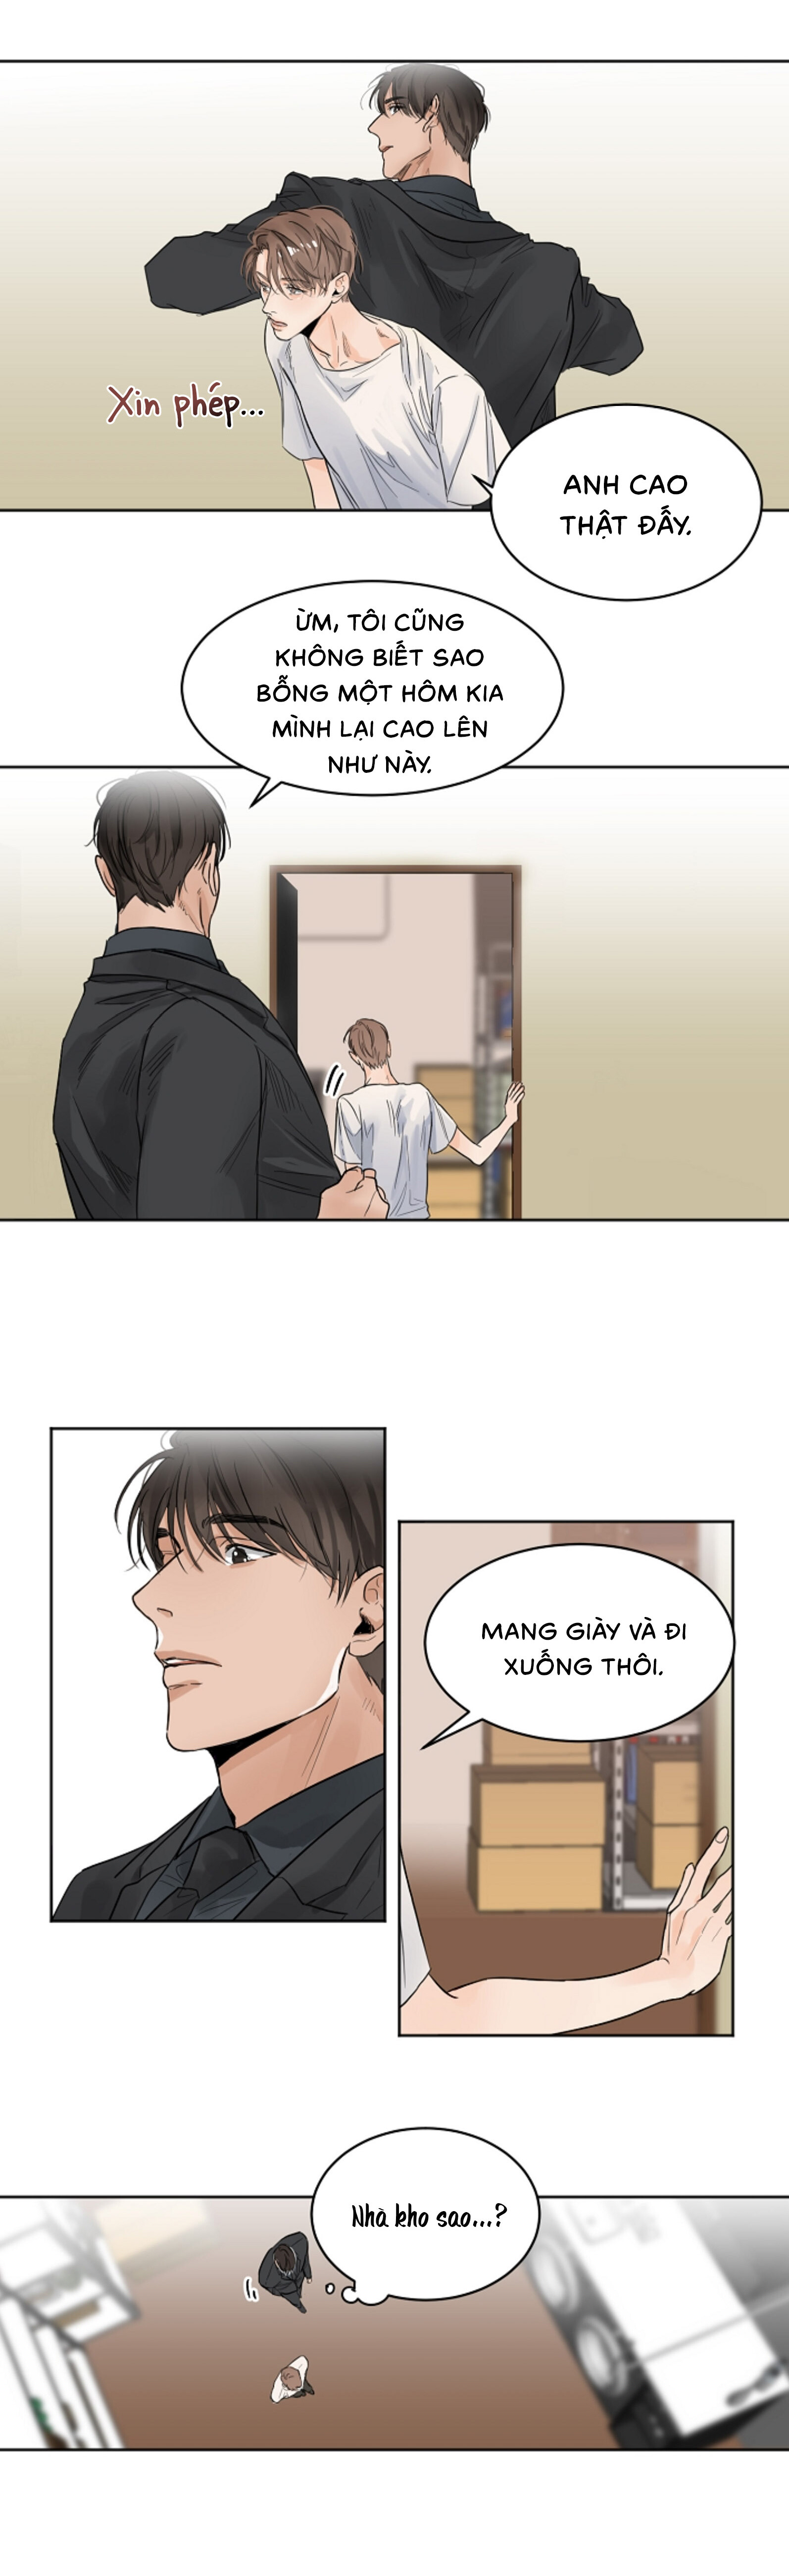 Xin phép...
ANH CAO
THẬT ĐẤY.
ỪM, TÔI CŨNG
KHÔNG BIẾT SAO
BỖNG MỘT HÔM KIA
MÌNH LẠI CAO LÊN
NHƯ NÀY.
MANG GIÀY VÀ ĐI
XUỐNG THÔI.
Nhà kho sao...?